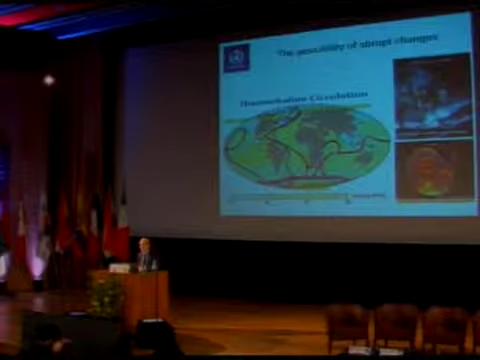 The possibility of abrupt changes
Thermohaline Circulation